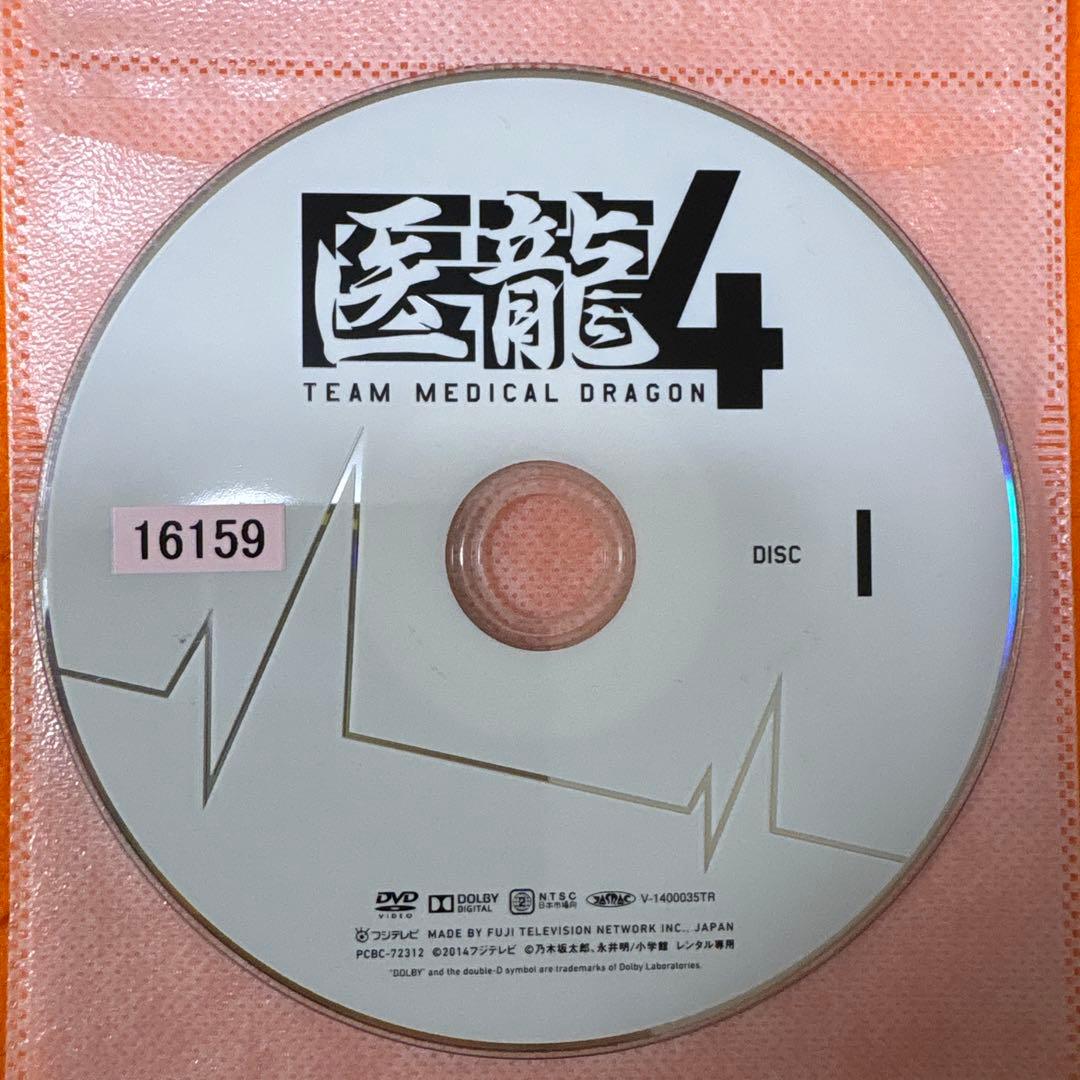 医龍4
TEAM MEDICAL DRAGON
16159
DISC 1
DVD VIDEO
DOLBY DIGITAL
2
NTSC 日本市場向
JASRAC V-1400035TR
フジテレビ MADE BY FUJI TELEVISION NETWORK INC., JAPAN
PCBC-72312 ©2014フジテレビ ©乃木坂太郎、永井明/小学館 レンタル専用
"DOLBY" and the double-D symbol are trademarks of Dolby Laboratories.